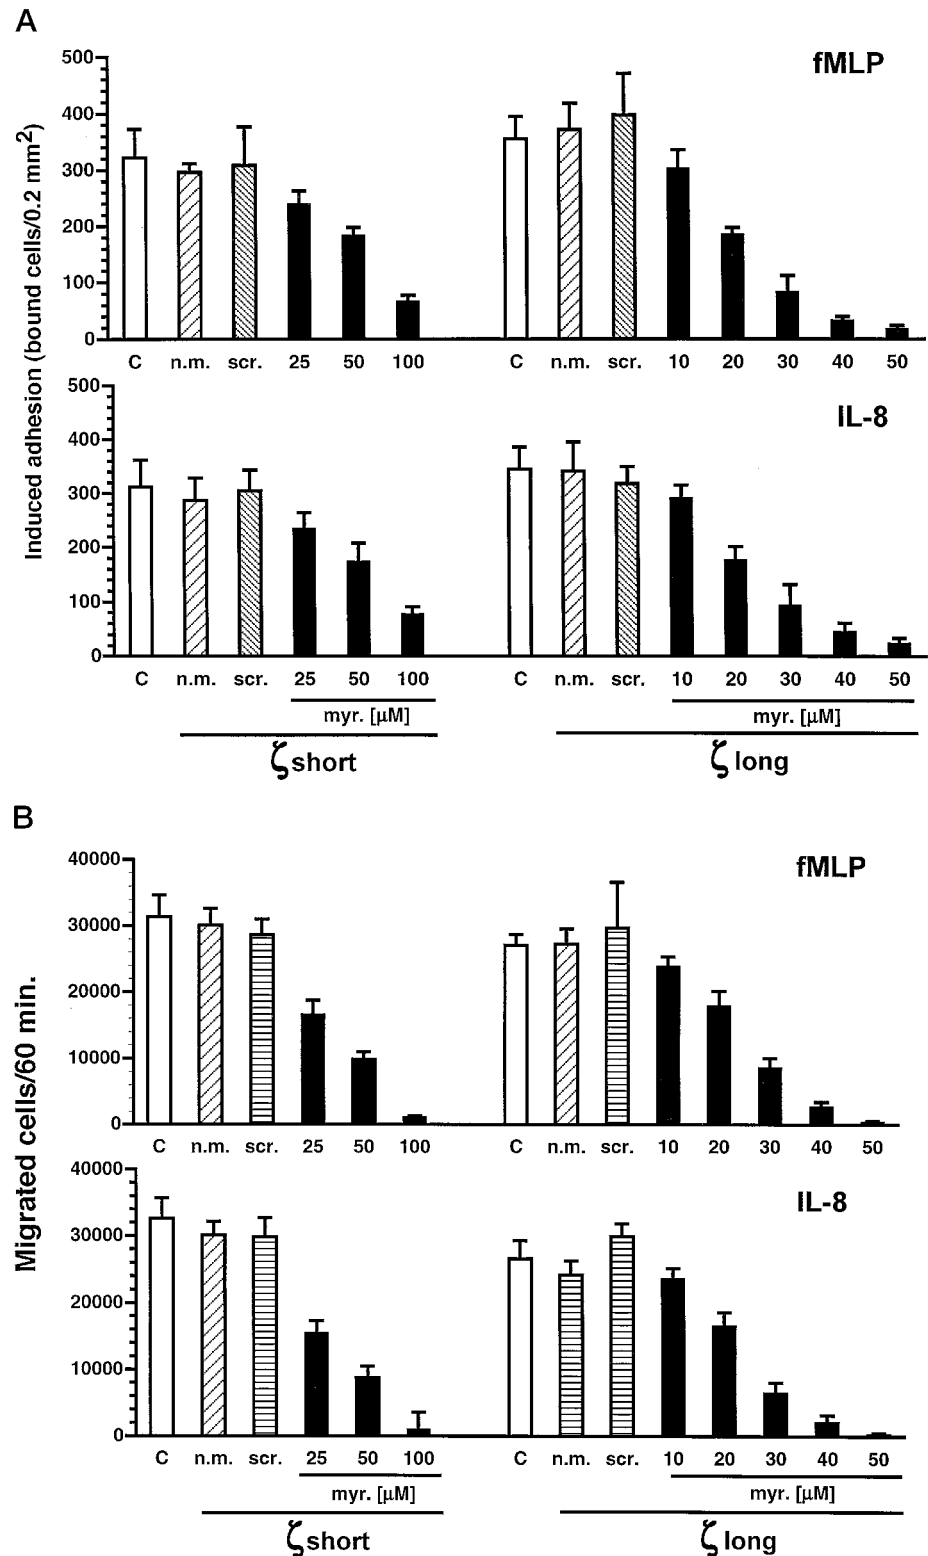 A
fMLP
Induced adhesion (bound cells/0.2 mm²)
500
400
300
200
100
0
C n.m. scr. 25 50 100 C n.m. scr. 10 20 30 40 50
IL-8
500
400
300
200
100
0
C n.m. scr. 25 50 100 C n.m. scr. 10 20 30 40 50
myr. [µM] myr. [µM]
ζ short ζ long
B
fMLP
Migrated cells/60 min.
40000
30000
20000
10000
0
C n.m. scr. 25 50 100 C n.m. scr. 10 20 30 40 50
IL-8
40000
30000
20000
10000
0
C n.m. scr. 25 50 100 C n.m. scr. 10 20 30 40 50
myr. [µM] myr. [µM]
ζ short ζ long